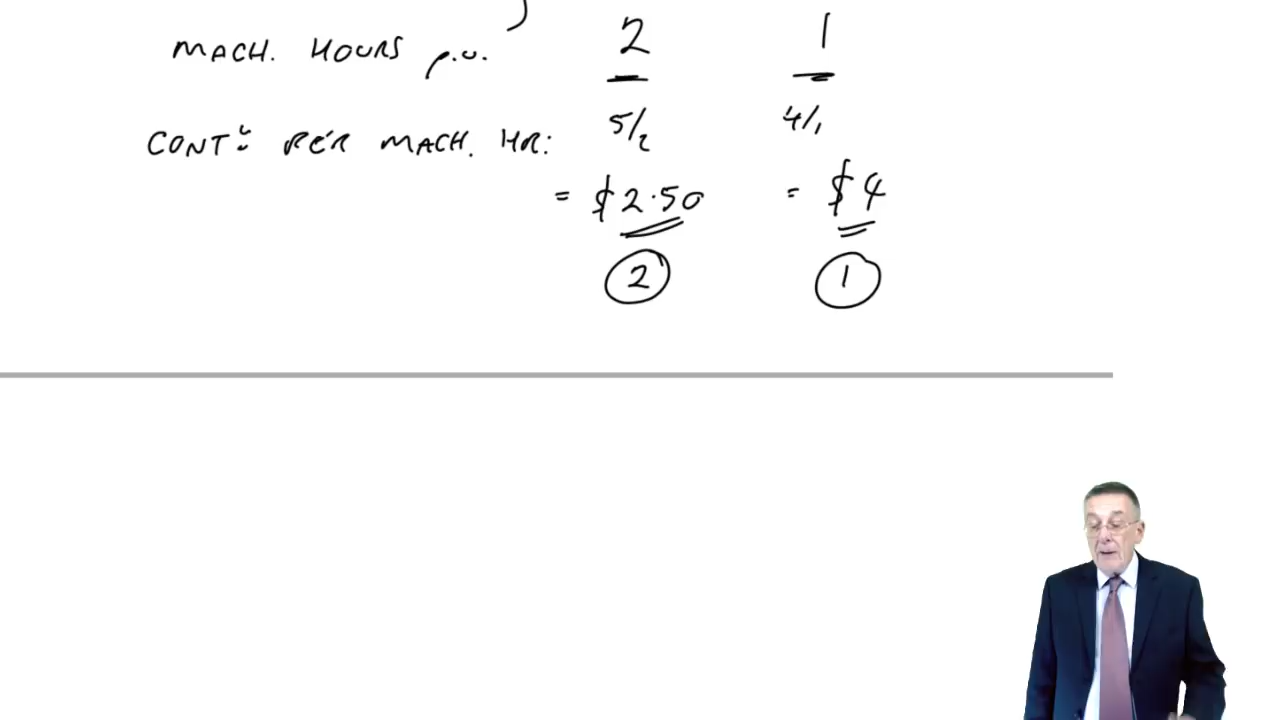 MACH. HOURS p.u. 2 1
CONTⁿ: PER MACH. HR: 5/2 4/1
= $2.50 = $4
2 1